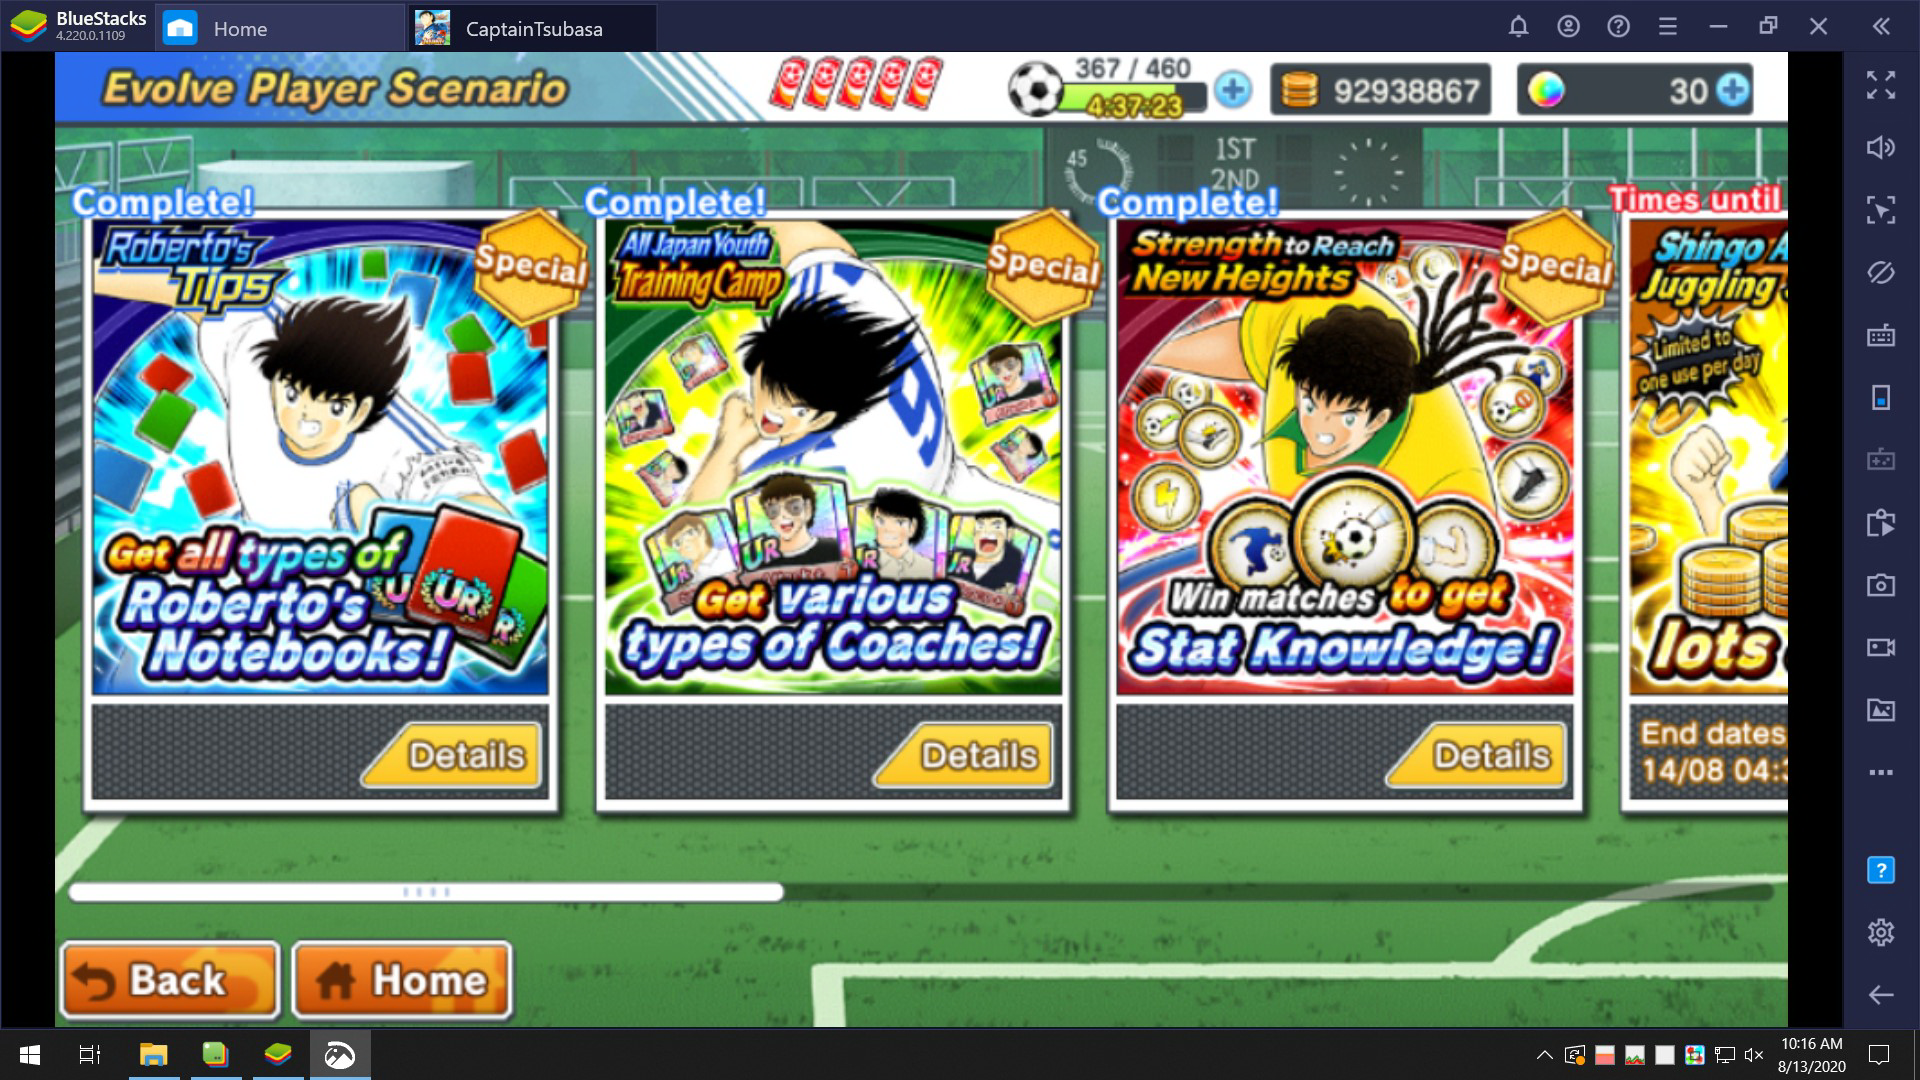 BlueStacks
4.220.0.1109
Home
CaptainTsubasa
Evolve Player Scenario
367 / 460
4:37:23
92938867
30
45
1ST
2ND
Complete!
Roberto's
Tips
Special
Get all types of
Roberto's
Notebooks!
U UR R
Details
Complete!
All Japan Youth
Training Camp
Special
9
UR UR UR UR
Get various
types of Coaches!
Details
Complete!
Strength to Reach
New Heights
Special
Win matches to get
Stat Knowledge!
Details
Times until
Shingo A
Juggling
Limited to
one use per day
lots
End dates
14/08 04:
Back
Home
?
10:16 AM
8/13/2020